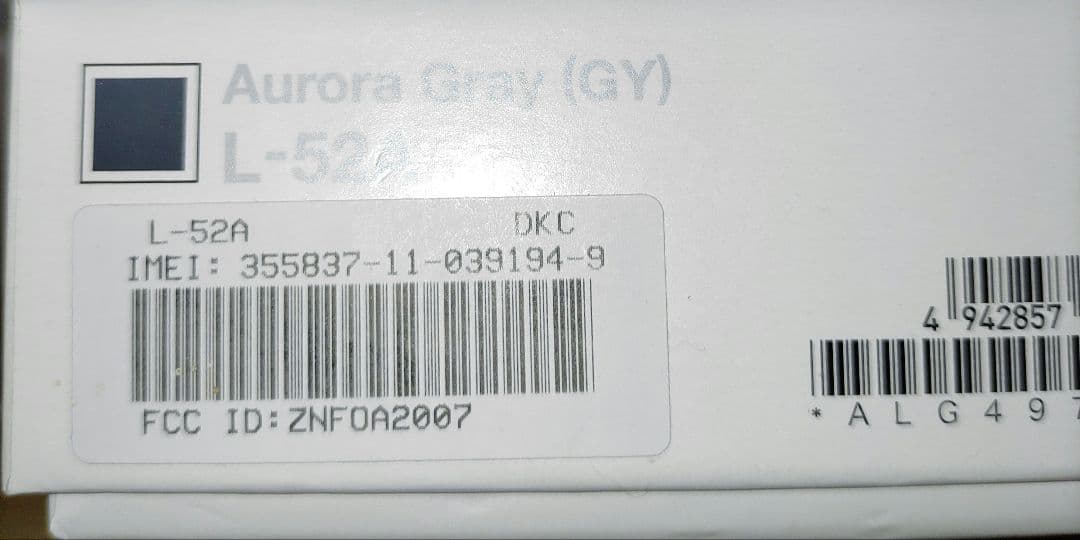 Aurora Gray (GY)
L-52A
L-52A DKC
IMEI: 355837-11-039194-9
FCC ID:ZNFOA2007
4 942857
* A L G 4 9